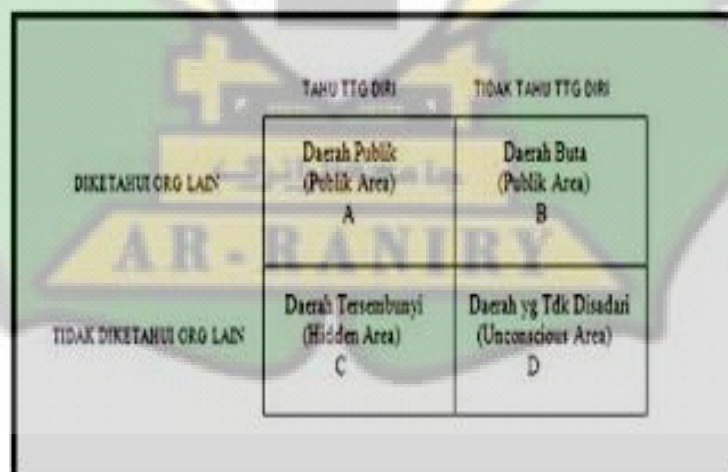 TAHU TTG DIRI TIDAK TAHU TTG DIRI
DIKETAHUI ORG LAIN
Daerah Publik
(Publik Area)
A
Daerah Buta
(Publik Area)
B
AR-RANIRY
TIDAK DIKETAHUI ORG LAIN
Daerah Tersembunyi
(Hidden Area)
C
Daerah yg Tdk Disadari
(Unconscious Area)
D